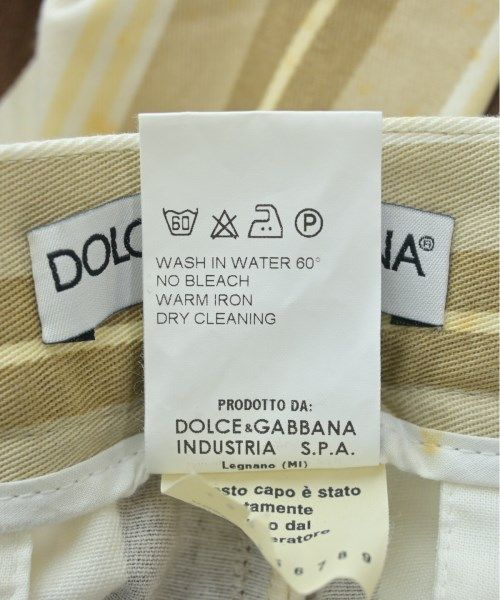 DOLC
NA®
60 P
WASH IN WATER 60°
NO BLEACH
WARM IRON
DRY CLEANING
PRODOTTO DA:
DOLCE&GABBANA
INDUSTRIA S.P.A.
Legnano (MI)
sto capo è stato
tamente
o dal
eratore
6 7 8 9